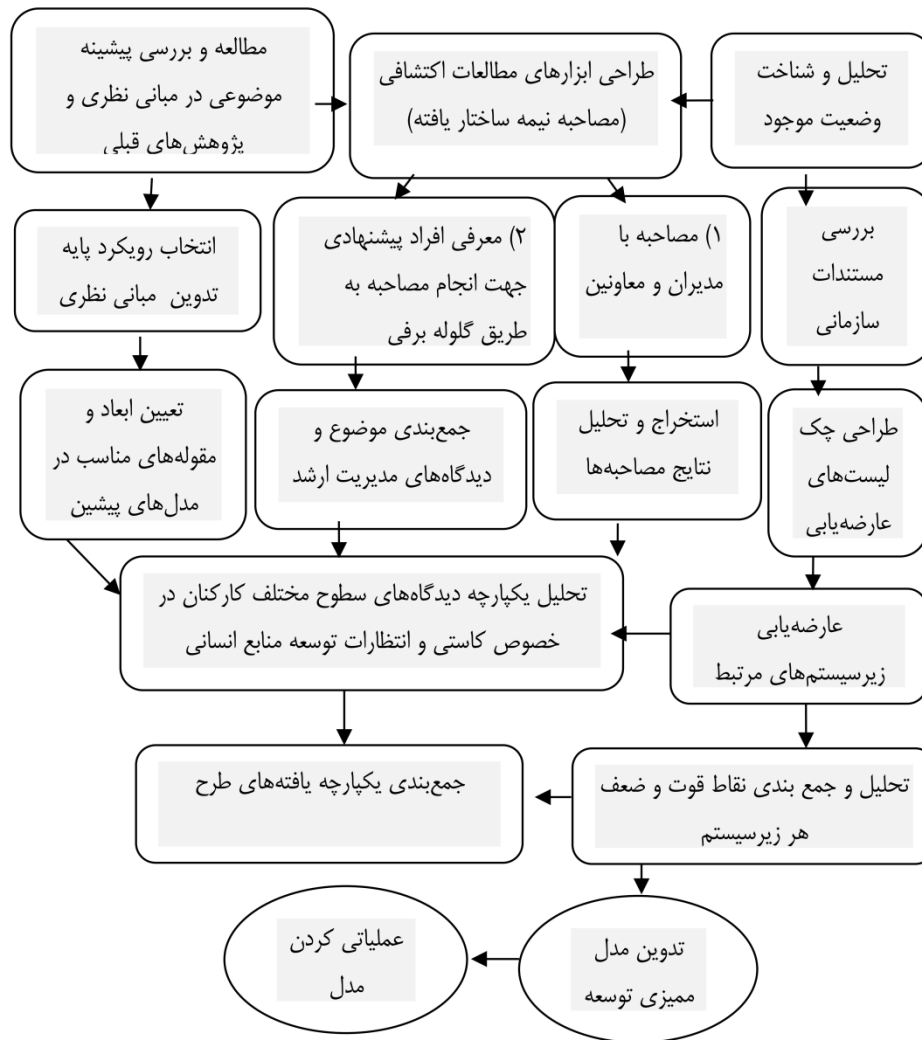 تحلیل و شناخت
وضعیت موجود
طراحی ابزارهای مطالعات اکتشافی
(مصاحبه نیمه ساختار یافته)
مطالعه و بررسی پیشینه
موضوعی در مبانی نظری و
پژوهش‌های قبلی
بررسی
مستندات
سازمانی
۱) مصاحبه با
مدیران و معاونین
۲) معرفی افراد پیشنهادی
جهت انجام مصاحبه به
طریق گلوله برفی
انتخاب رویکرد پایه
تدوین مبانی نظری
طراحی چک
لیست‌های
عارضه‌یابی
استخراج و تحلیل
نتایج مصاحبه‌ها
جمع‌بندی موضوع و
دیدگاه‌های مدیریت ارشد
تعیین ابعاد و
مقوله‌های مناسب در
مدل‌های پیشین
عارضه‌یابی
زیرسیستم‌های مرتبط
تحلیل یکپارچه دیدگاه‌های سطوح مختلف کارکنان در
خصوص کاستی و انتظارات توسعه منابع انسانی
تحلیل و جمع بندی نقاط قوت و ضعف
هر زیرسیستم
جمع‌بندی یکپارچه یافته‌های طرح
تدوین مدل
ممیزی توسعه
عملیاتی کردن
مدل